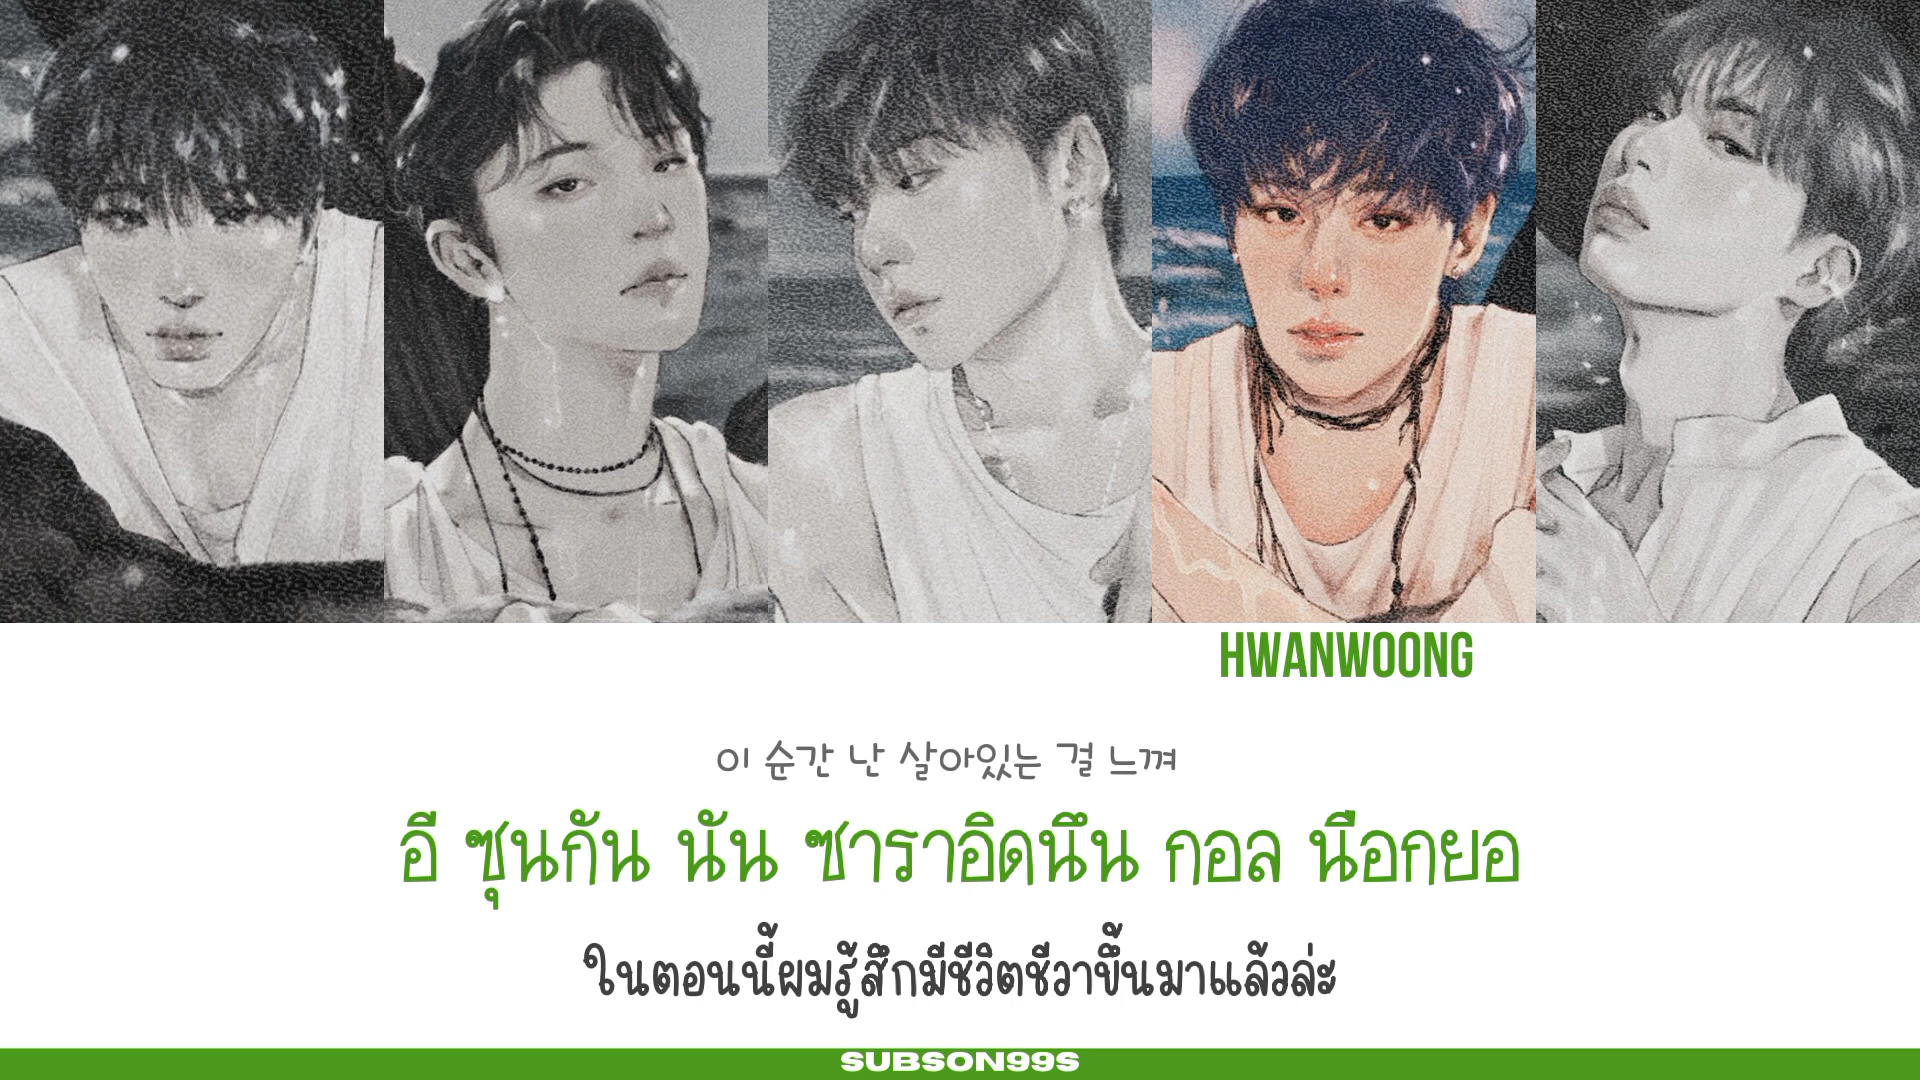 HWANWOONG
이 순간 난 살아있는 걸 느껴
อี ซุนกัน นัน ซาราอิดนึน กอล นือกยอ
ในตอนนี้ผมรู้สึกมีชีวิตชีวาขึ้นมาแล้วล่ะ
SUBSON99S